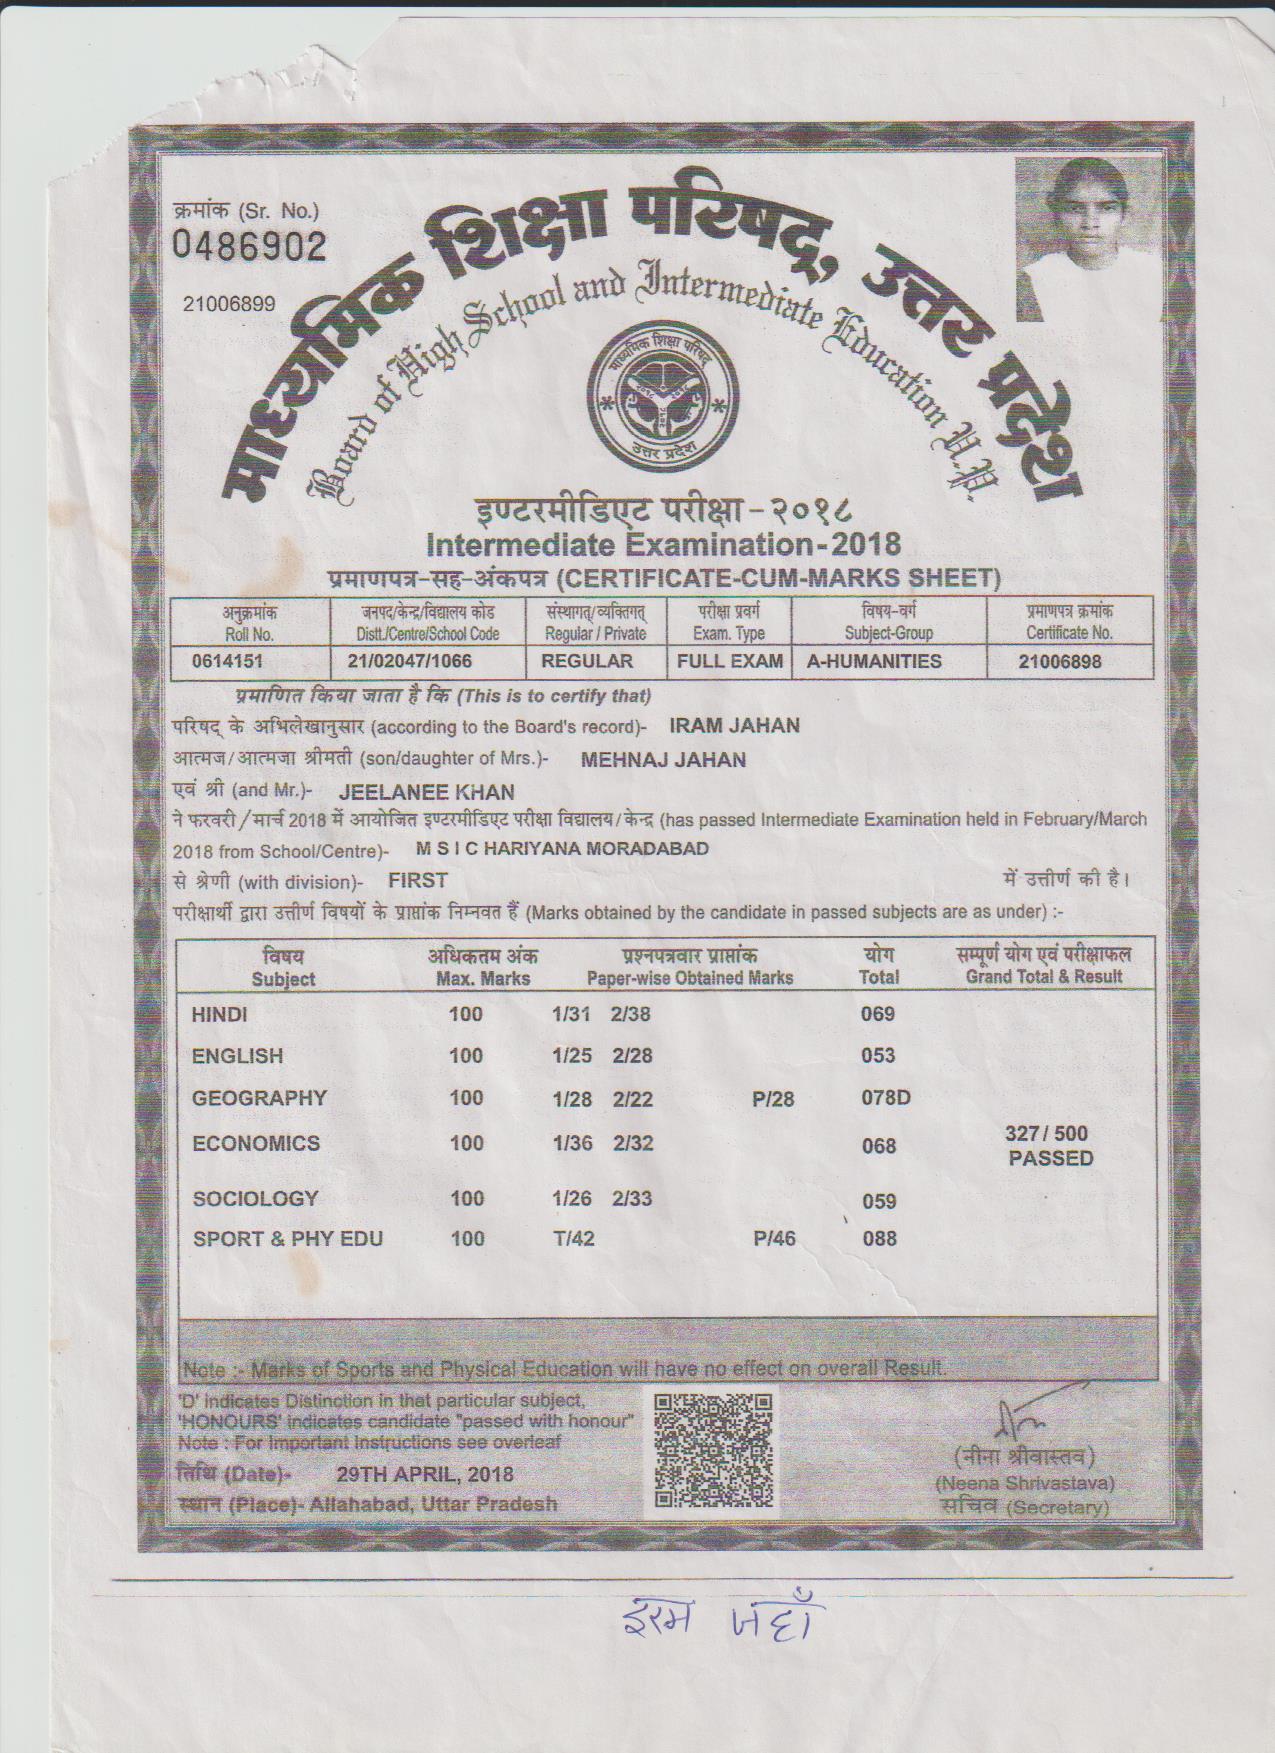 क्रमांक (Sr. No.)
0486902
21006899
माध्यमिक शिक्षा परिषद्, उत्तर प्रदेश
Board of High School and Intermediate Education U.P.
माध्यमिक शिक्षा परिषद्
उत्तर प्रदेश
इण्टरमीडिएट परीक्षा-२०१८
Intermediate Examination-2018
प्रमाणपत्र-सह-अंकपत्र (CERTIFICATE-CUM-MARKS SHEET)
अनुक्रमांक जनपद/केन्द्र/विद्यालय कोड संस्थागत्/व्यक्तिगत् परीक्षा प्रवर्ग विषय-वर्ग प्रमाणपत्र क्रमांक
Roll No. Distt./Centre/School Code Regular / Private Exam. Type Subject-Group Certificate No.
0614151 21/02047/1066 REGULAR FULL EXAM A-HUMANITIES 21006898
प्रमाणित किया जाता है कि (This is to certify that)
परिषद् के अभिलेखानुसार (according to the Board's record)- IRAM JAHAN
आत्मज/आत्मजा श्रीमती (son/daughter of Mrs.)- MEHNAJ JAHAN
एवं श्री (and Mr.)- JEELANEE KHAN
ने फरवरी/मार्च 2018 में आयोजित इण्टरमीडिएट परीक्षा विद्यालय/केन्द्र (has passed Intermediate Examination held in February/March
2018 from School/Centre)- M S I C HARIYANA MORADABAD
से श्रेणी (with division)- FIRST में उत्तीर्ण की है।
परीक्षार्थी द्वारा उत्तीर्ण विषयों के प्राप्तांक निम्नवत हैं (Marks obtained by the candidate in passed subjects are as under) :-
विषय अधिकतम अंक प्रश्नपत्रवार प्राप्तांक योग सम्पूर्ण योग एवं परीक्षाफल
Subject Max. Marks Paper-wise Obtained Marks Total Grand Total & Result
HINDI 100 1/31 2/38 069
ENGLISH 100 1/25 2/28 053
GEOGRAPHY 100 1/28 2/22 P/28 078D
ECONOMICS 100 1/36 2/32 068 327/ 500
PASSED
SOCIOLOGY 100 1/26 2/33 059
SPORT & PHY EDU 100 T/42 P/46 088
Note :- Marks of Sports and Physical Education will have no effect on overall Result.
'D' indicates Distinction in that particular subject,
'HONOURS' indicates candidate "passed with honour"
Note : For Important Instructions see overleaf
तिथि (Date)- 29TH APRIL, 2018
स्थान (Place)- Allahabad, Uttar Pradesh
(नीना श्रीवास्तव)
(Neena Shrivastava)
सचिव (Secretary)
इरम जहाँ